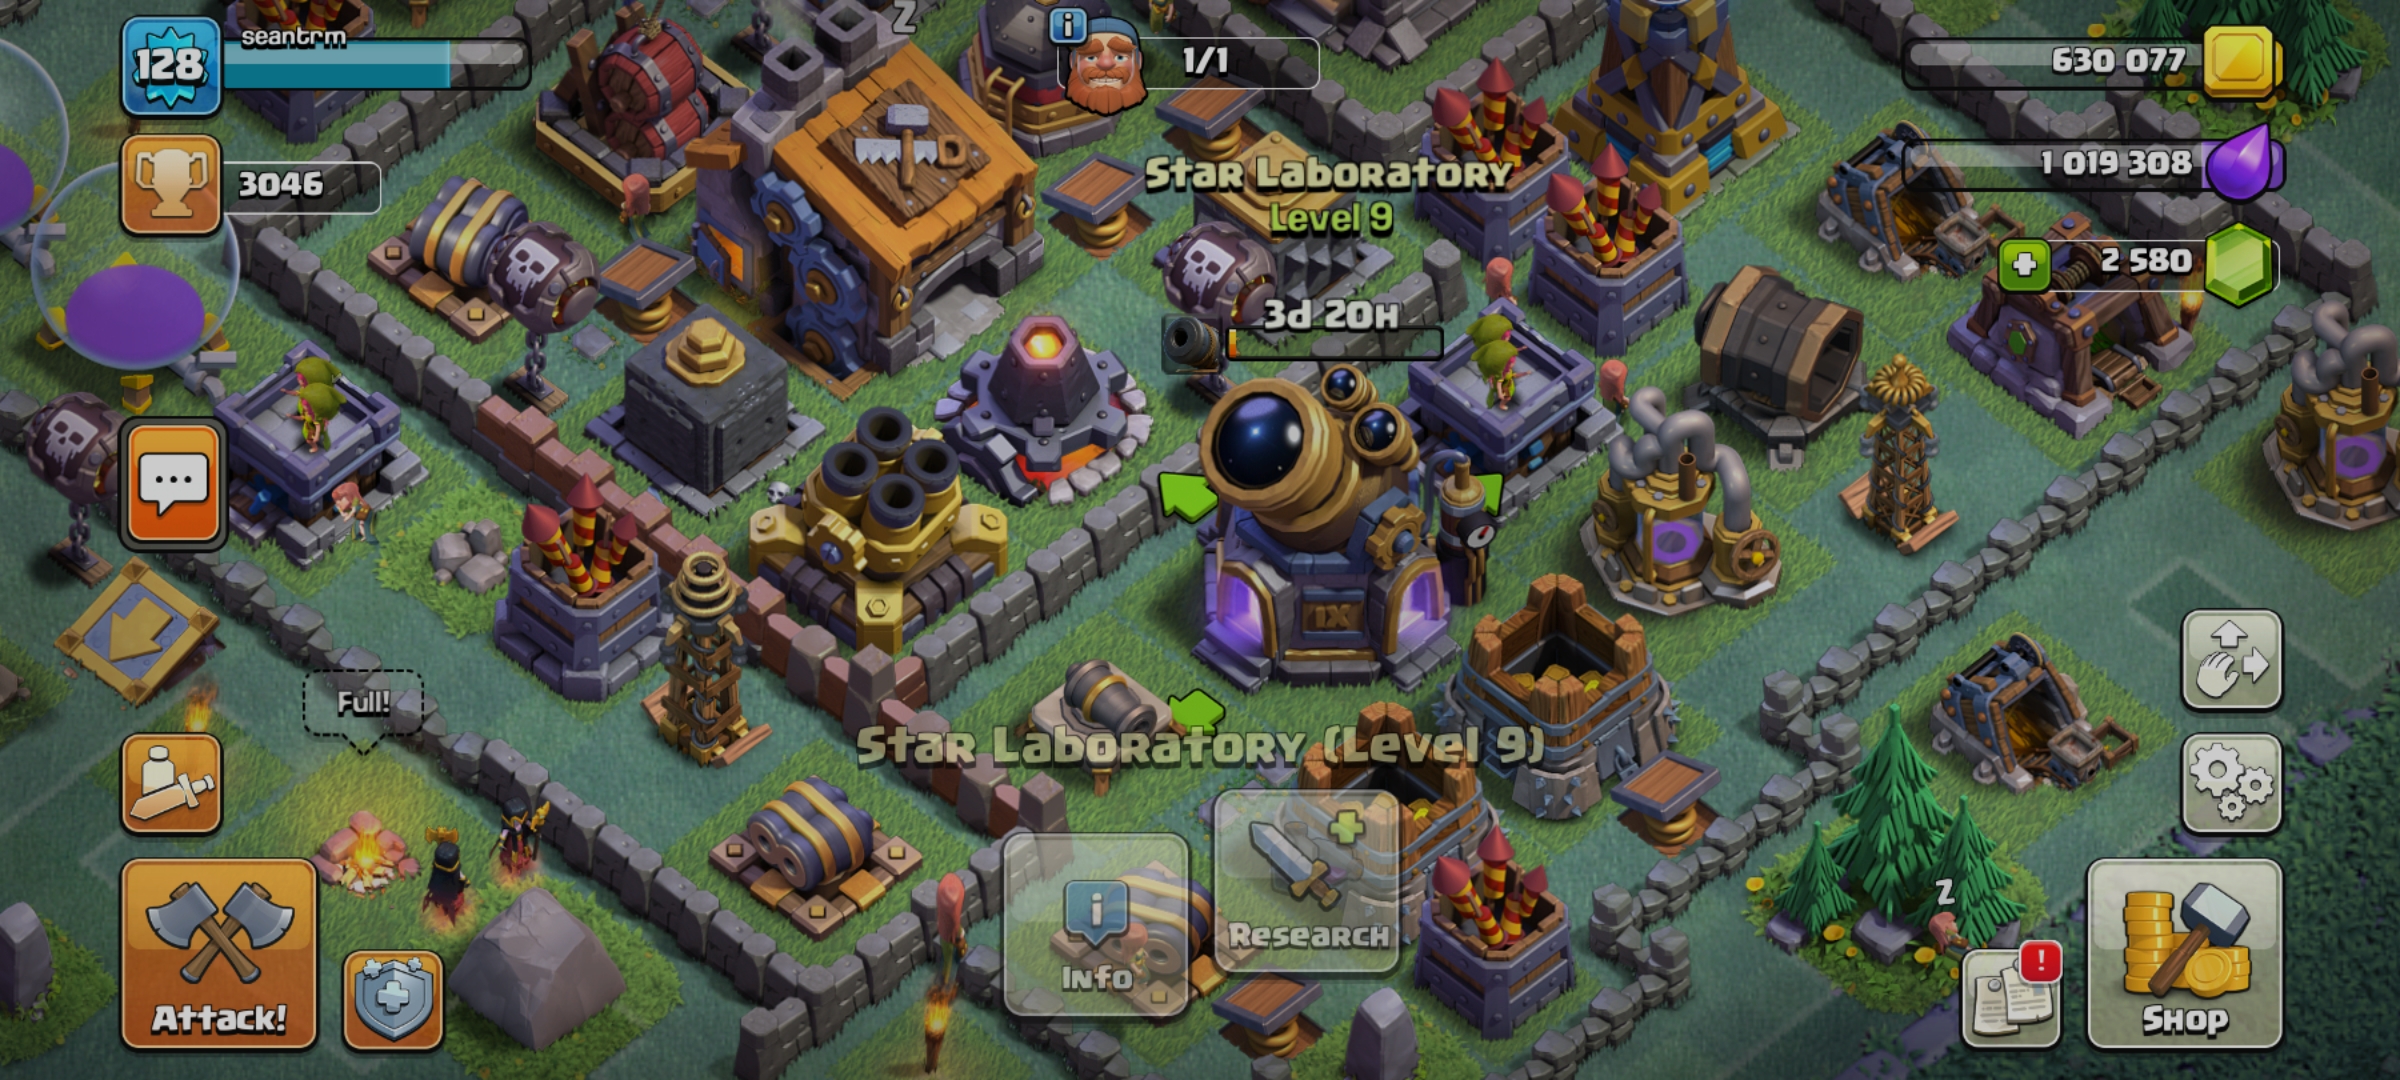 128
seantrm
1/1
630 077
3046
1 019 308
2 580
Star Laboratory
Level 9
3d 20H
IX
Full!
Star Laboratory (Level 9)
Info
Research
Attack!
Z
Z
!
Shop